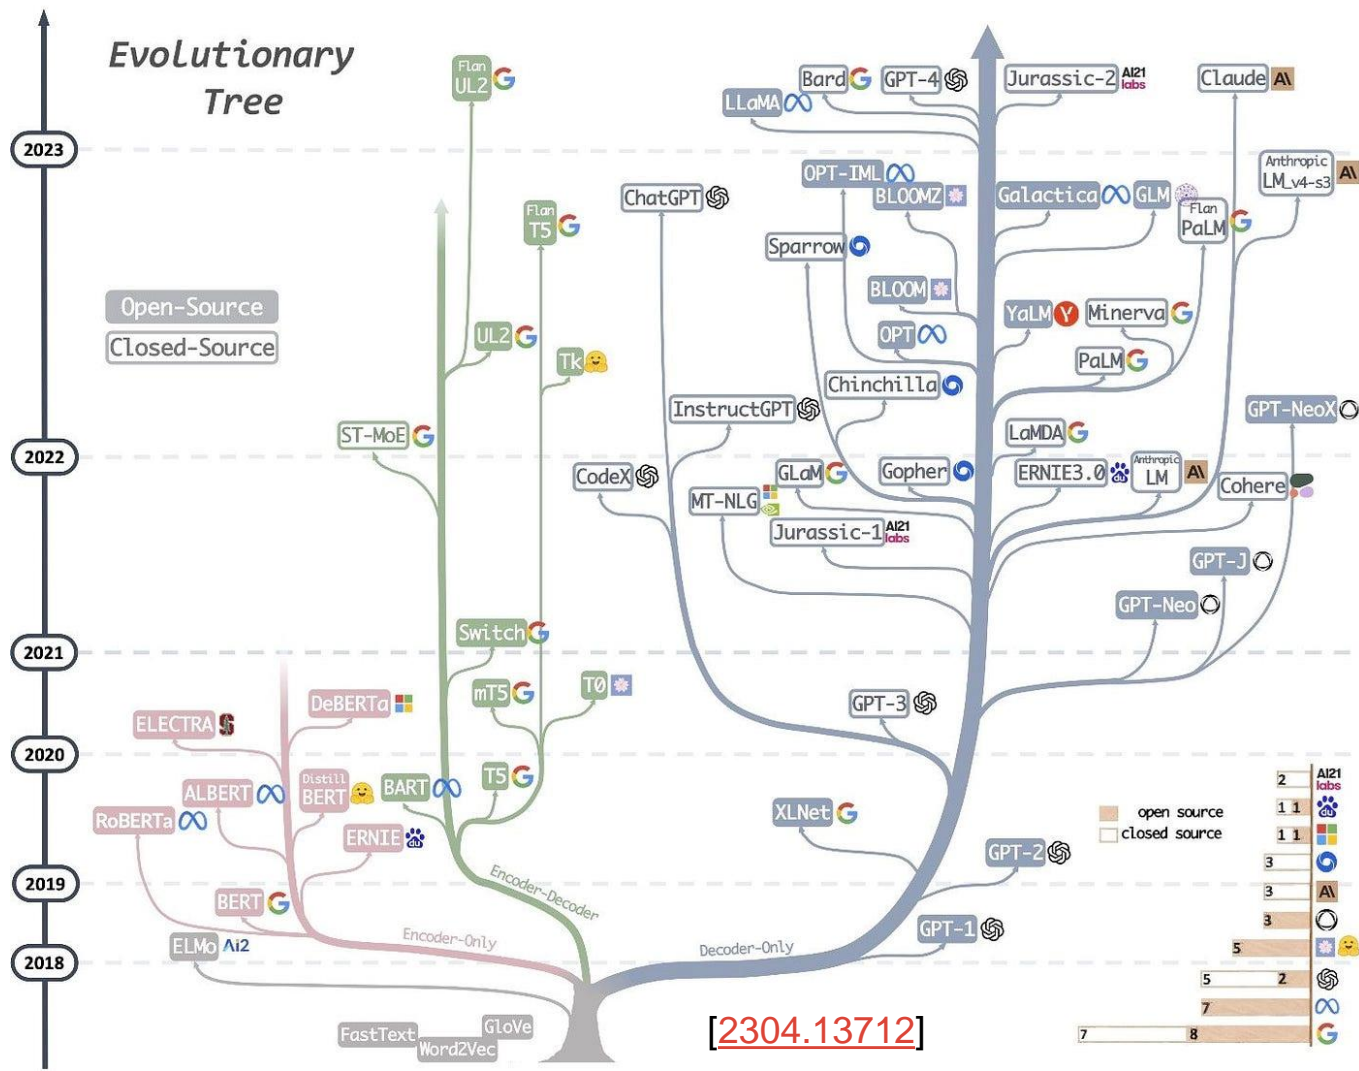 Evolutionary
Tree
2023
2022
2021
2020
2019
2018
Open-Source
Closed-Source
Flan
UL2
Flan
T5
UL2
Tk
ST-MoE
Switch
mT5
T0
T5
BART
Encoder-Decoder
DeBERTa
ELECTRA
ALBERT
Distill
BERT
RoBERTa
ERNIE
BERT
ELMo
Ai2
Encoder-Only
FastText
GloVe
Word2Vec
LLaMA
Bard
GPT-4
Jurassic-2
AI21
labs
Claude
A\
Anthropic
LM_v4-s3
A\
OPT-IML
ChatGPT
BLOOMZ
Galactica
GLM
Flan
PaLM
Sparrow
BLOOM
YaLM
Minerva
OPT
PaLM
Chinchilla
InstructGPT
GPT-NeoX
LaMDA
CodeX
GLaM
Gopher
ERNIE3.0
du
Anthropic
LM
A\
MT-NLG
Cohere
Jurassic-1
AI21
labs
GPT-J
GPT-Neo
GPT-3
XLNet
GPT-2
GPT-1
Decoder-Only
[2304.13712]
open source
closed source
2
AI21
labs
1 1
du
1 1
3
3
A\
3
5
5 2
7
7 8